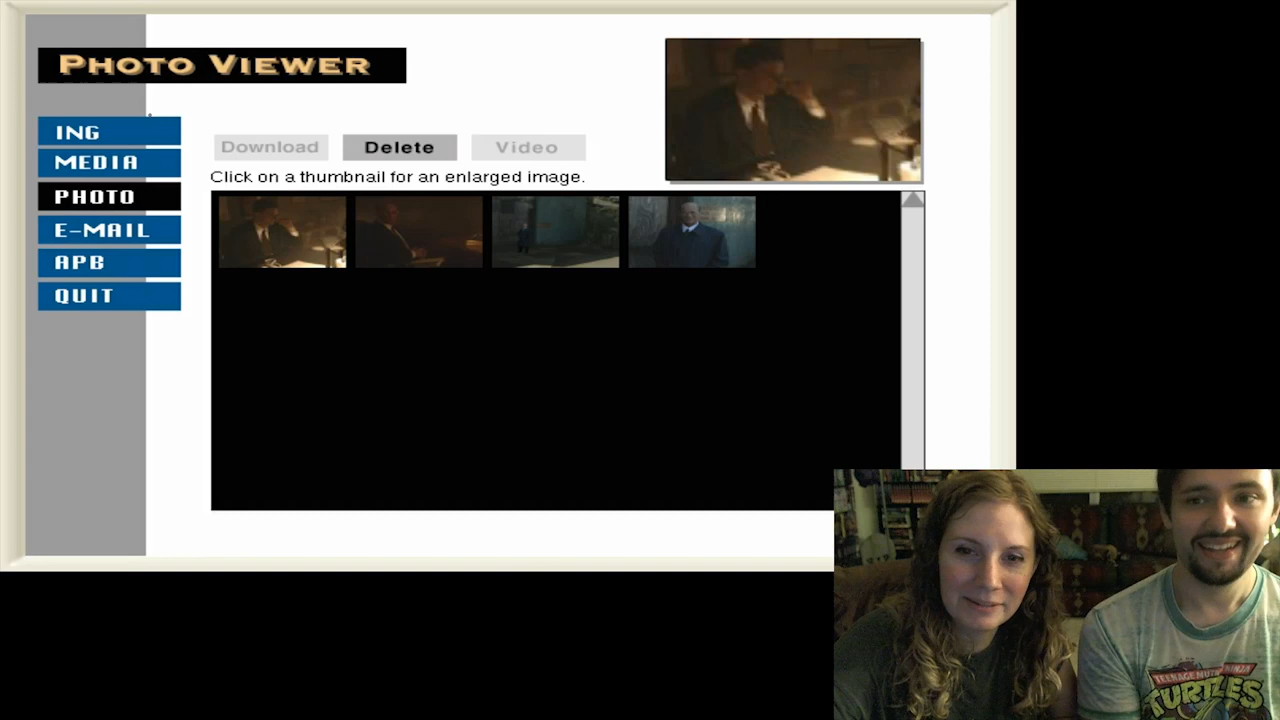 PHOTO VIEWER
ING
MEDIA
PHOTO
E-MAIL
APB
QUIT
Download Delete Video
Click on a thumbnail for an enlarged image.
TEENAGE MUTANT NINJA
TURTLES